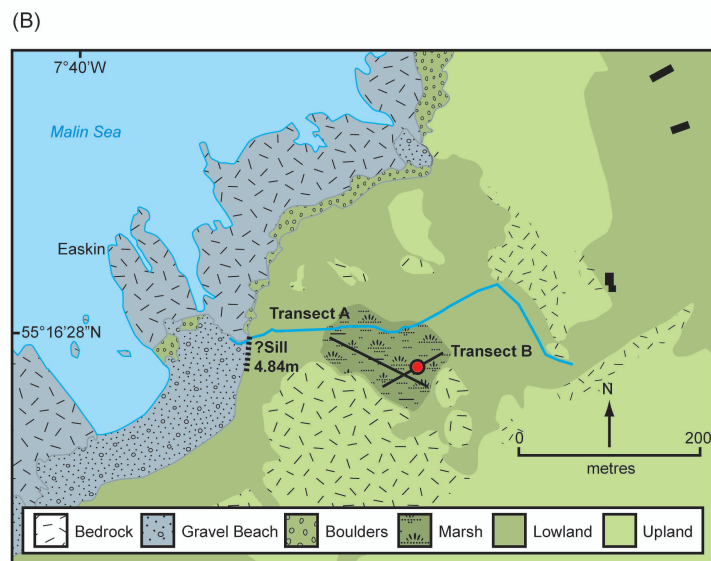 (B)
7°40'W
Malin Sea
Easkin
Transect A
55°16'28"N
?Sill
4.84m
Transect B
N
0
200
metres
Bedrock
Gravel Beach
Boulders
Marsh
Lowland
Upland